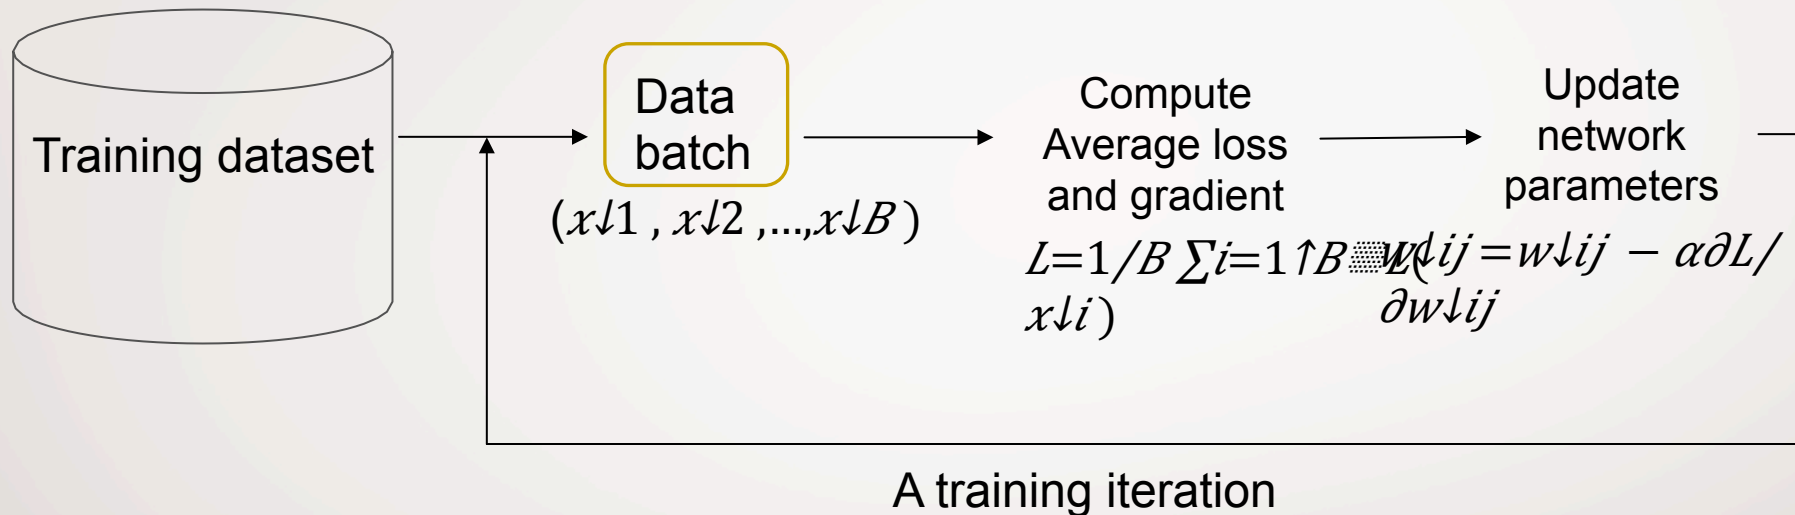 Training dataset
Data
batch
(x↓1 , x↓2 ,…,x↓B )
Compute
Average loss
and gradient
L=1/B ∑i=1↑B▒L(
x↓i )
Update
network
parameters
w↓ij =w↓ij − α∂L/
∂w↓ij
A training iteration